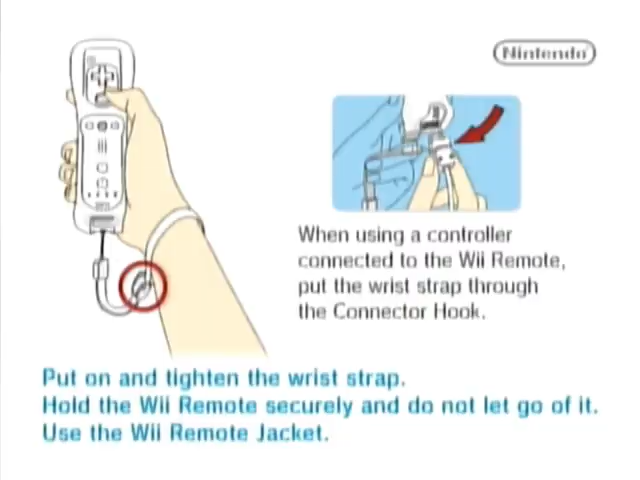 Nintendo
When using a controller
connected to the Wii Remote,
put the wrist strap through
the Connector Hook.
Put on and tighten the wrist strap.
Hold the Wii Remote securely and do not let go of it.
Use the Wii Remote Jacket.